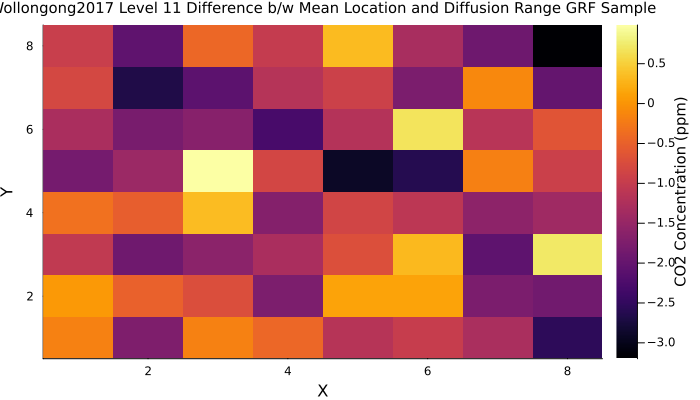 Wollongong2017 Level 11 Difference b/w Mean Location and Diffusion Range GRF Sample
8
6
4
2
Y
2 4 6 8
X
0.5
0
−0.5
−1.0
−1.5
−2.0
−2.5
−3.0
CO2 Concentration (ppm)